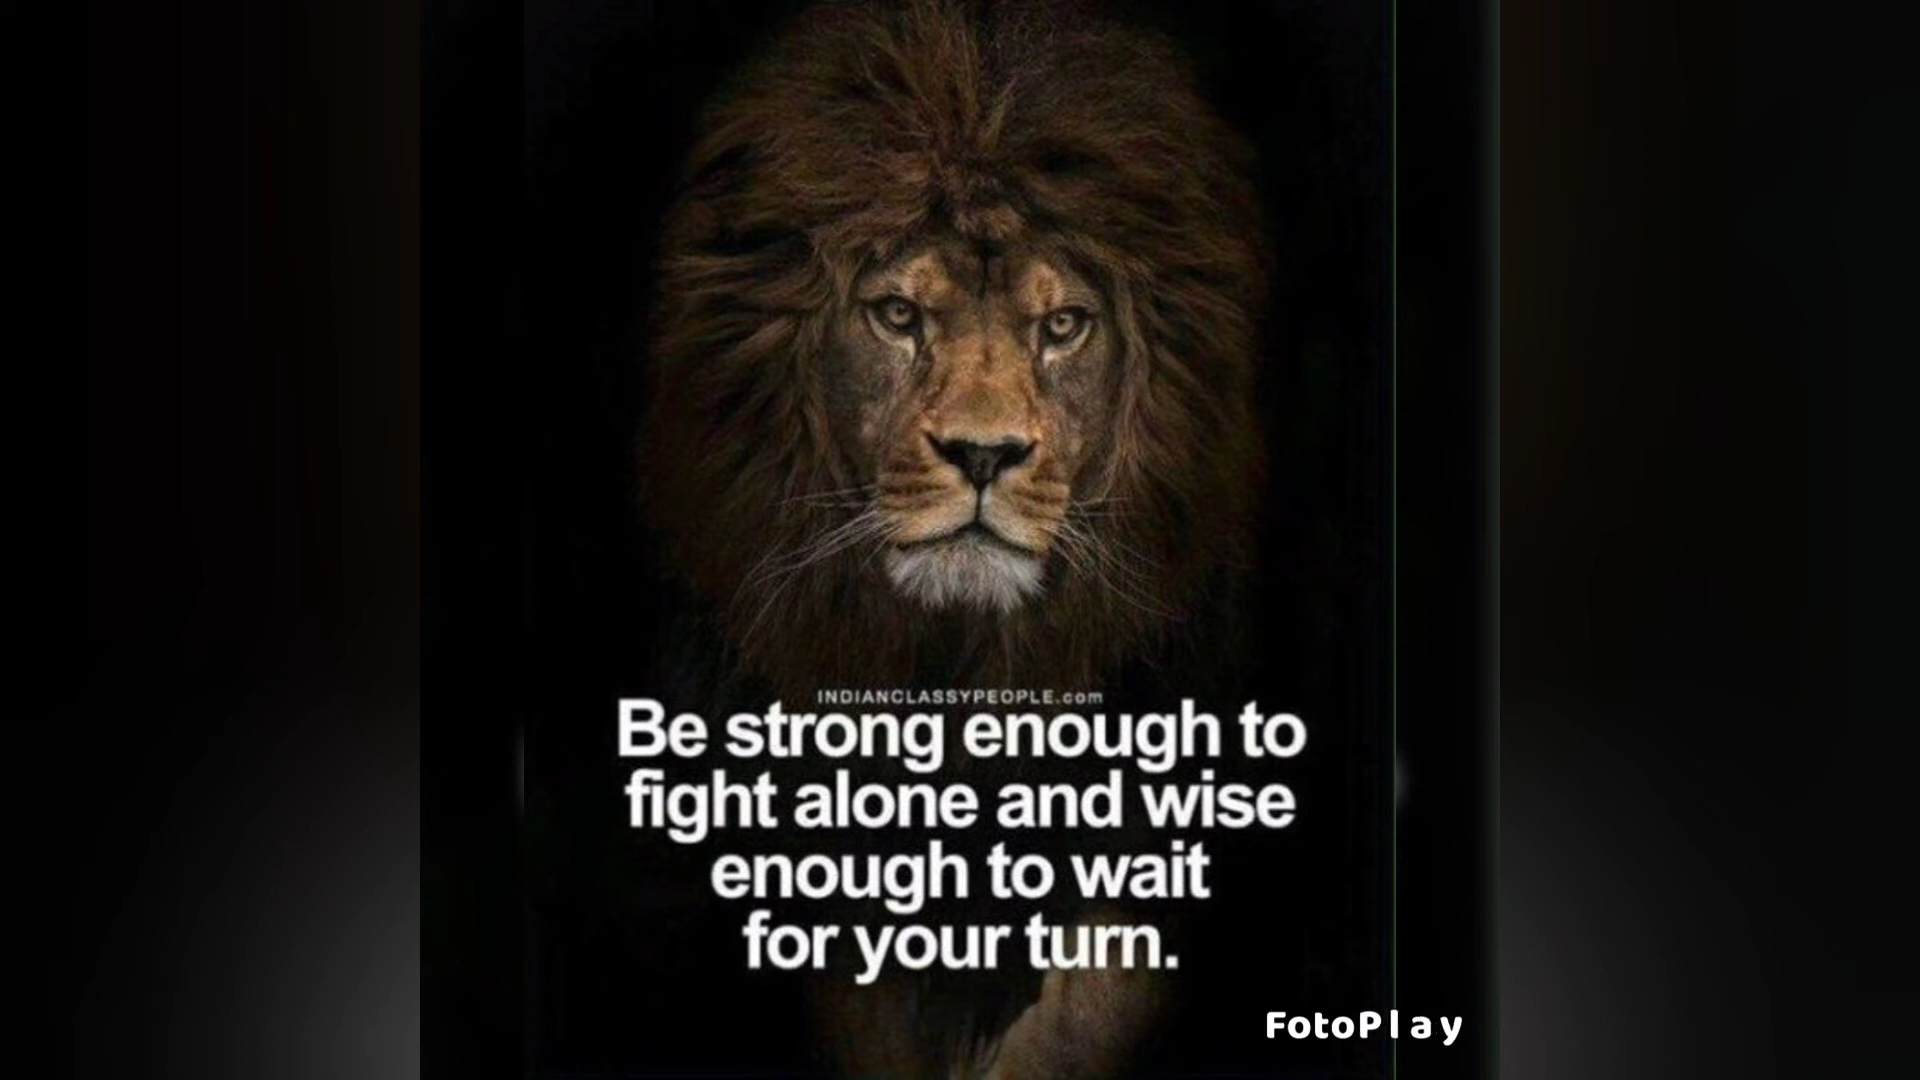 INDIANCLASSYPEOPLE.com
Be strong enough to
fight alone and wise
enough to wait
for your turn.
FotoPlay